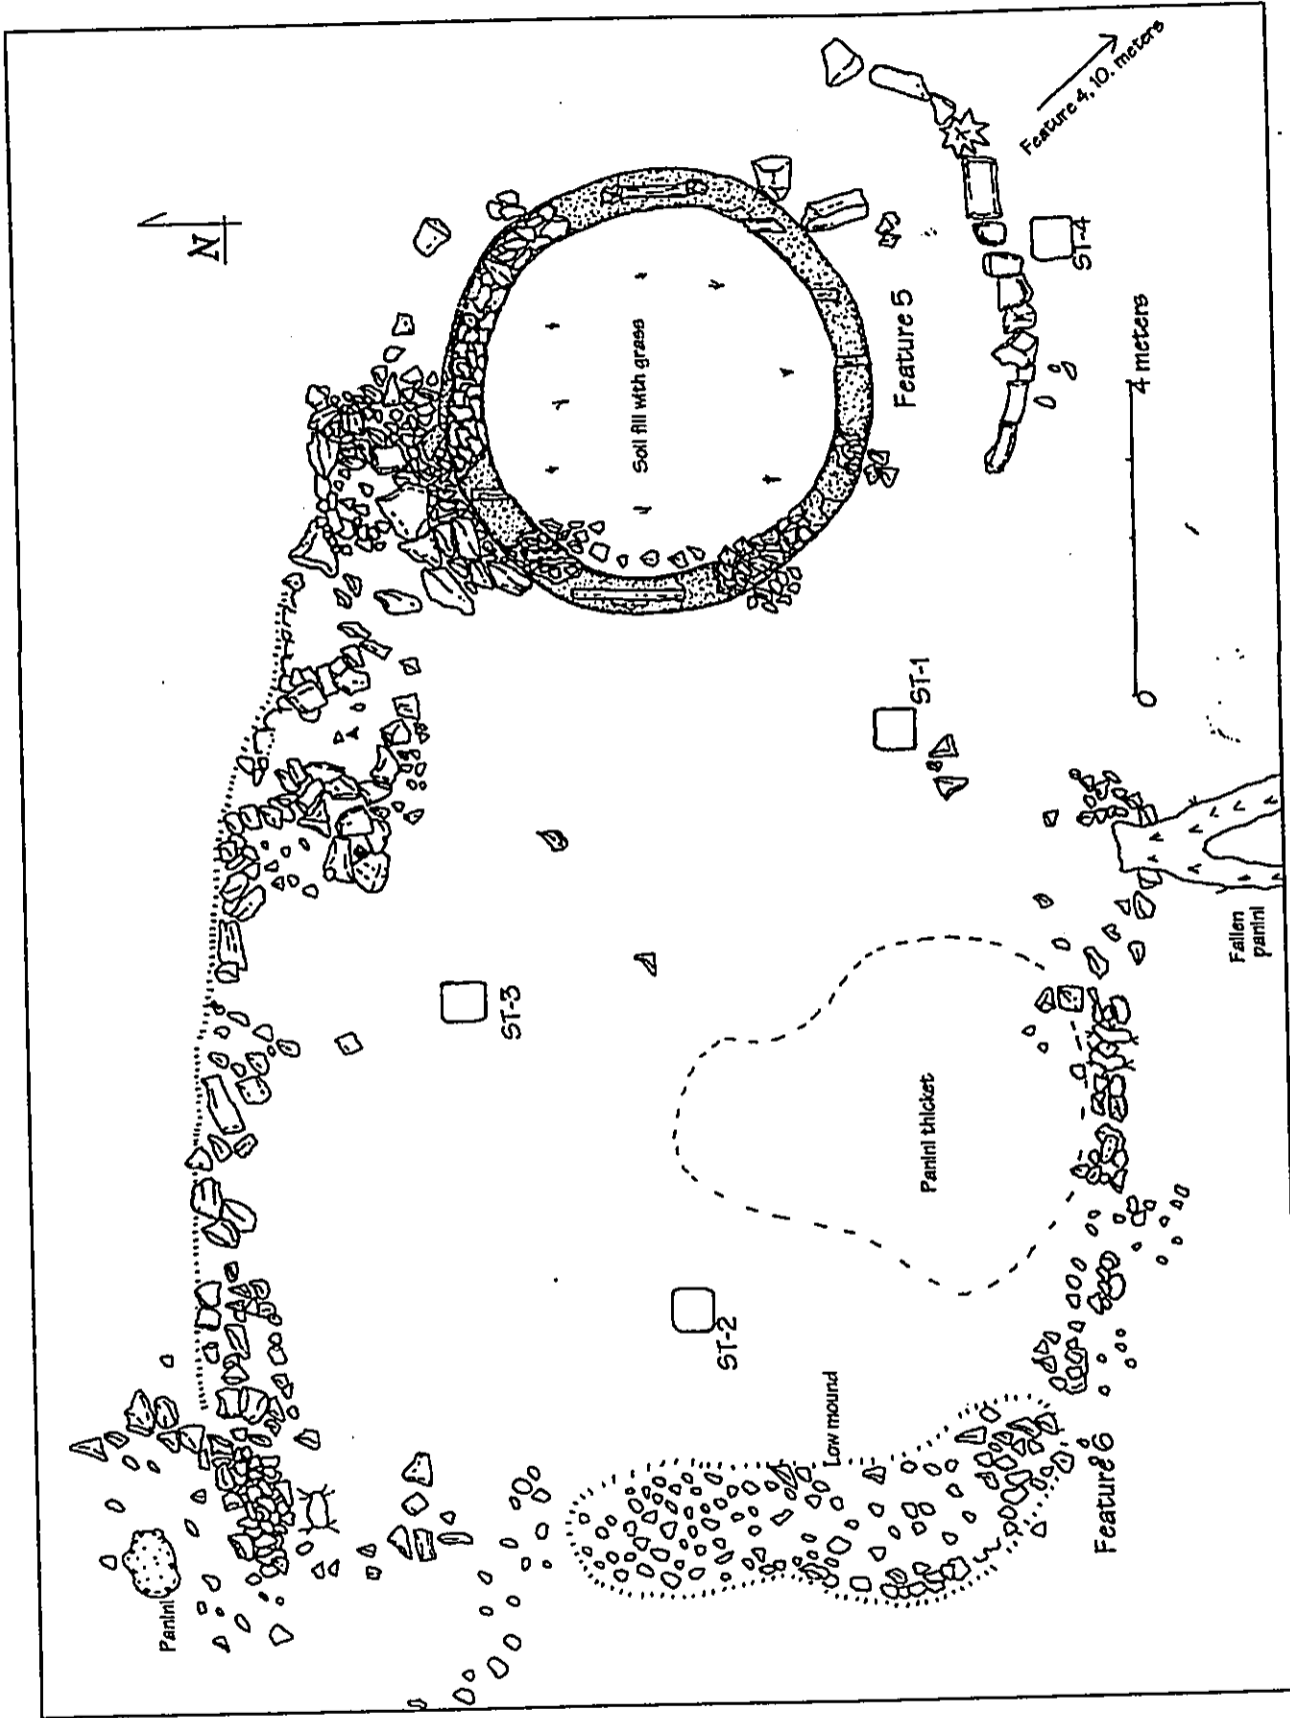 N
Feature 4, 10. meters
ST-4
Soil fill with grass
Feature 5
4 meters
0
ST-1
ST-3
Fallen
panini
Panini thicket
ST-2
Low mound
Feature 6
Panini